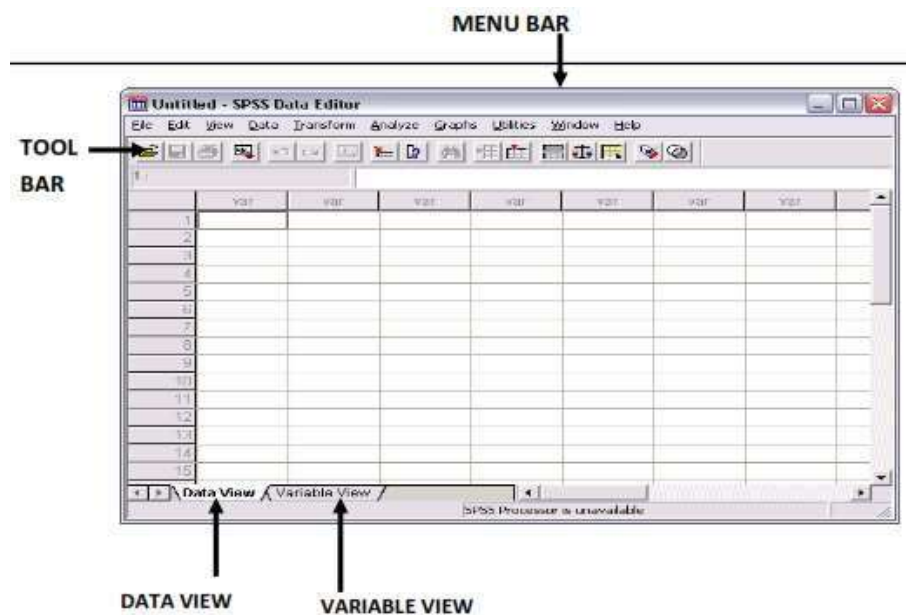 MENU BAR
Untitled - SPSS Data Editor
File Edit View Data Transform Analyze Graphs Utilities Window Help
TOOL
BAR
1 :
var var var var var var var
1
2
3
4
5
6
7
8
9
10
11
12
13
14
15
Data View Variable View
SPSS Processor is unavailable
DATA VIEW
VARIABLE VIEW